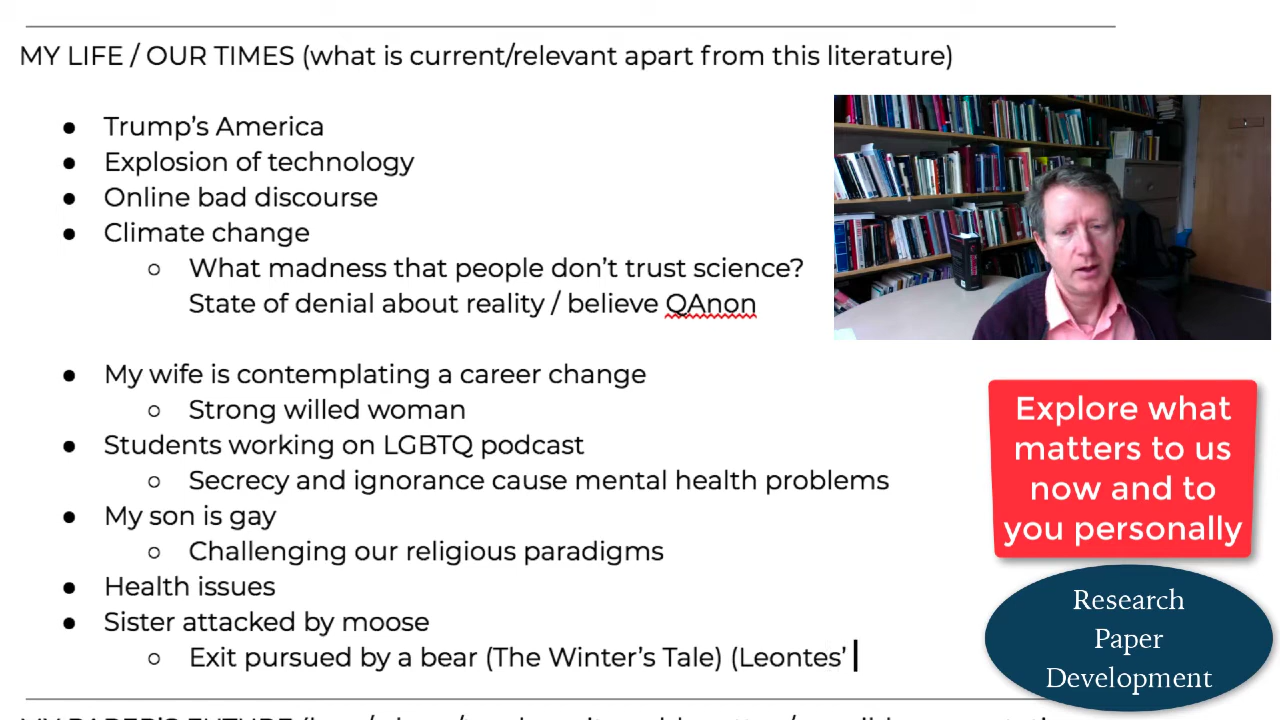 MY LIFE / OUR TIMES (what is current/relevant apart from this literature)
● Trump's America
● Explosion of technology
● Online bad discourse
● Climate change
○ What madness that people don't trust science?
State of denial about reality / believe QAnon
● My wife is contemplating a career change
○ Strong willed woman
● Students working on LGBTQ podcast
○ Secrecy and ignorance cause mental health problems
● My son is gay
○ Challenging our religious paradigms
● Health issues
● Sister attacked by moose
○ Exit pursued by a bear (The Winter's Tale) (Leontes'
Explore what
matters to us
now and to
you personally
Research
Paper
Development